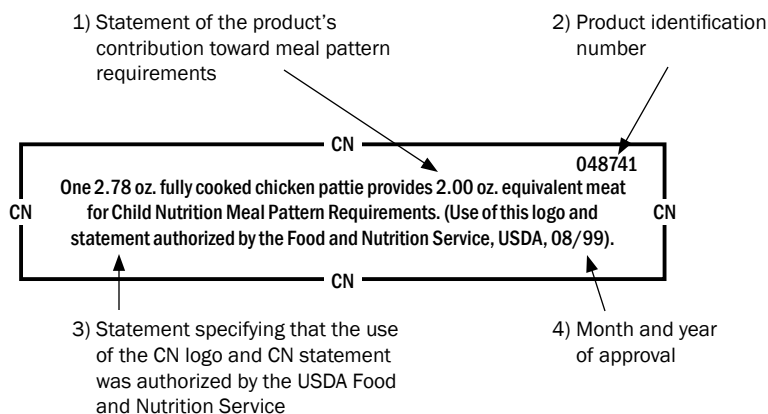 1) Statement of the product's
contribution toward meal pattern
requirements
2) Product identification
number
CN
048741
One 2.78 oz. fully cooked chicken pattie provides 2.00 oz. equivalent meat
CN
for Child Nutrition Meal Pattern Requirements. (Use of this logo and
CN
statement authorized by the Food and Nutrition Service, USDA, 08/99).
CN
3) Statement specifying that the use
of the CN logo and CN statement
was authorized by the USDA Food
and Nutrition Service
4) Month and year
of approval